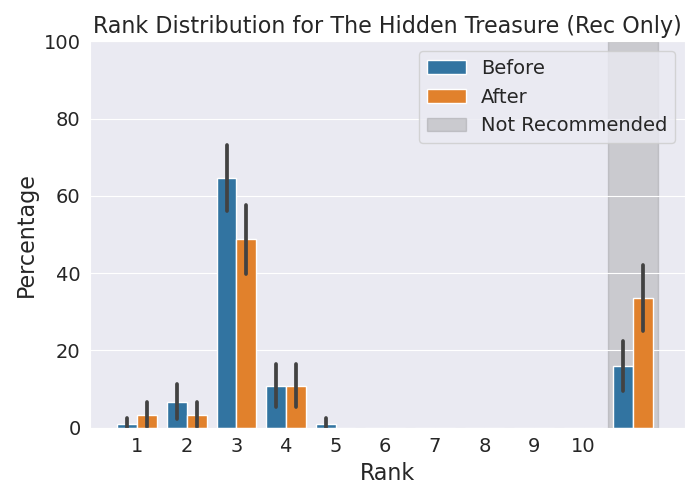 Rank Distribution for The Hidden Treasure (Rec Only)
100
80
60
40
20
0
Percentage
Before
After
Not Recommended
1 2 3 4 5 6 7 8 9 10
Rank